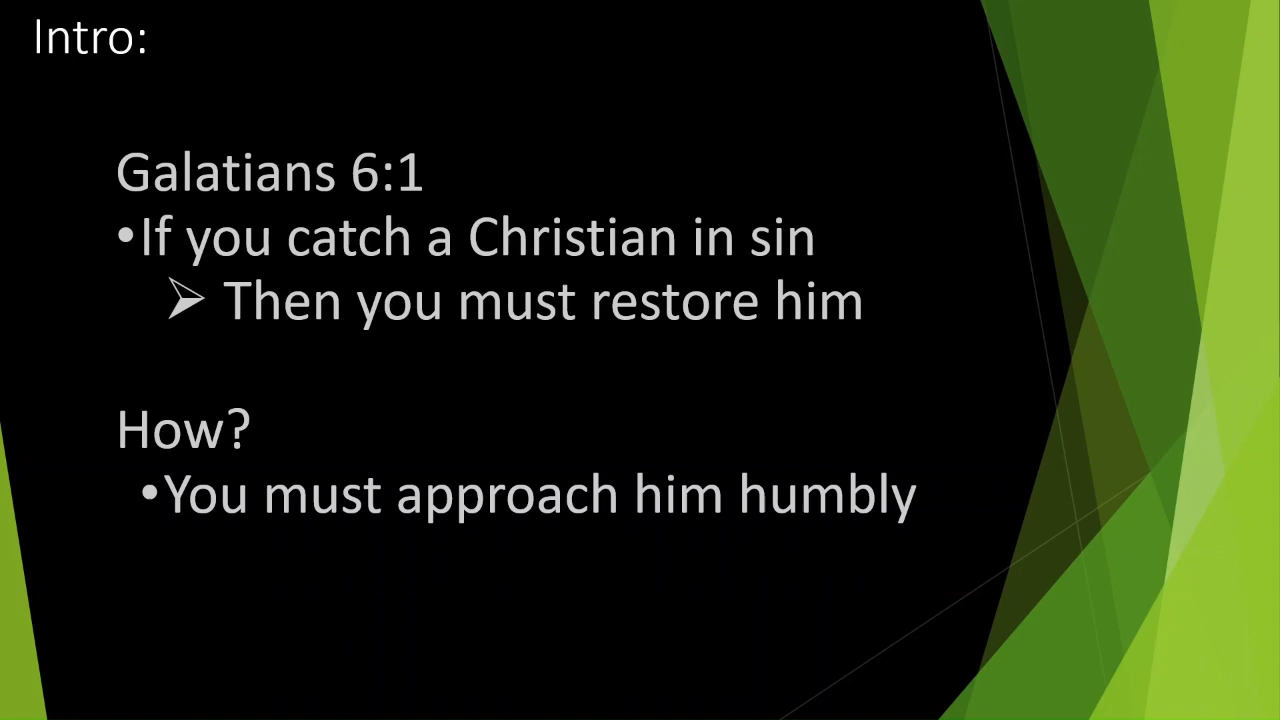 Intro:
Galatians 6:1
•If you catch a Christian in sin
➢ Then you must restore him
How?
•You must approach him humbly